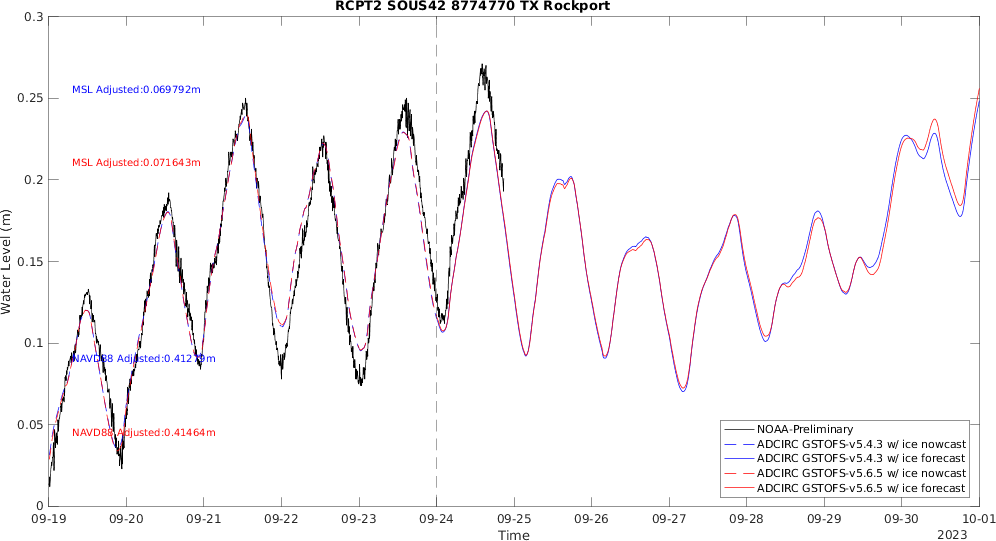 RCPT2 SOUS42 8774770 TX Rockport
0.3
0.25
0.2
0.15
0.1
0.05
0
Water Level (m)
MSL Adjusted:0.069792m
MSL Adjusted:0.071643m
NAVD88 Adjusted:0.41279m
NAVD88 Adjusted:0.41464m
NOAA-Preliminary
ADCIRC GSTOFS-v5.4.3 w/ ice nowcast
ADCIRC GSTOFS-v5.4.3 w/ ice forecast
ADCIRC GSTOFS-v5.6.5 w/ ice nowcast
ADCIRC GSTOFS-v5.6.5 w/ ice forecast
09-19 09-20 09-21 09-22 09-23 09-24 09-25 09-26 09-27 09-28 09-29 09-30 10-01
Time
2023